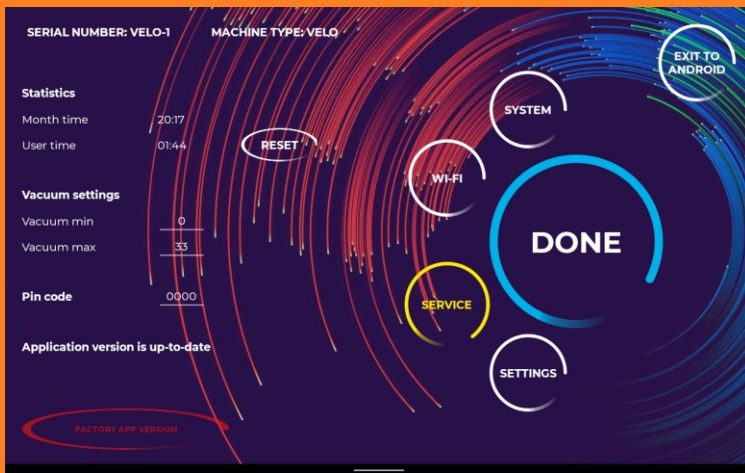 SERIAL NUMBER: VELO-1 MACHINE TYPE: VELO
EXIT TO
ANDROID
Statistics
Month time 20:17
User time 01:44
RESET
SYSTEM
WI-FI
Vacuum settings
Vacuum min 0
Vacuum max 33
DONE
Pin code 0000
SERVICE
Application version is up-to-date
SETTINGS
FACTORY APP VERSION